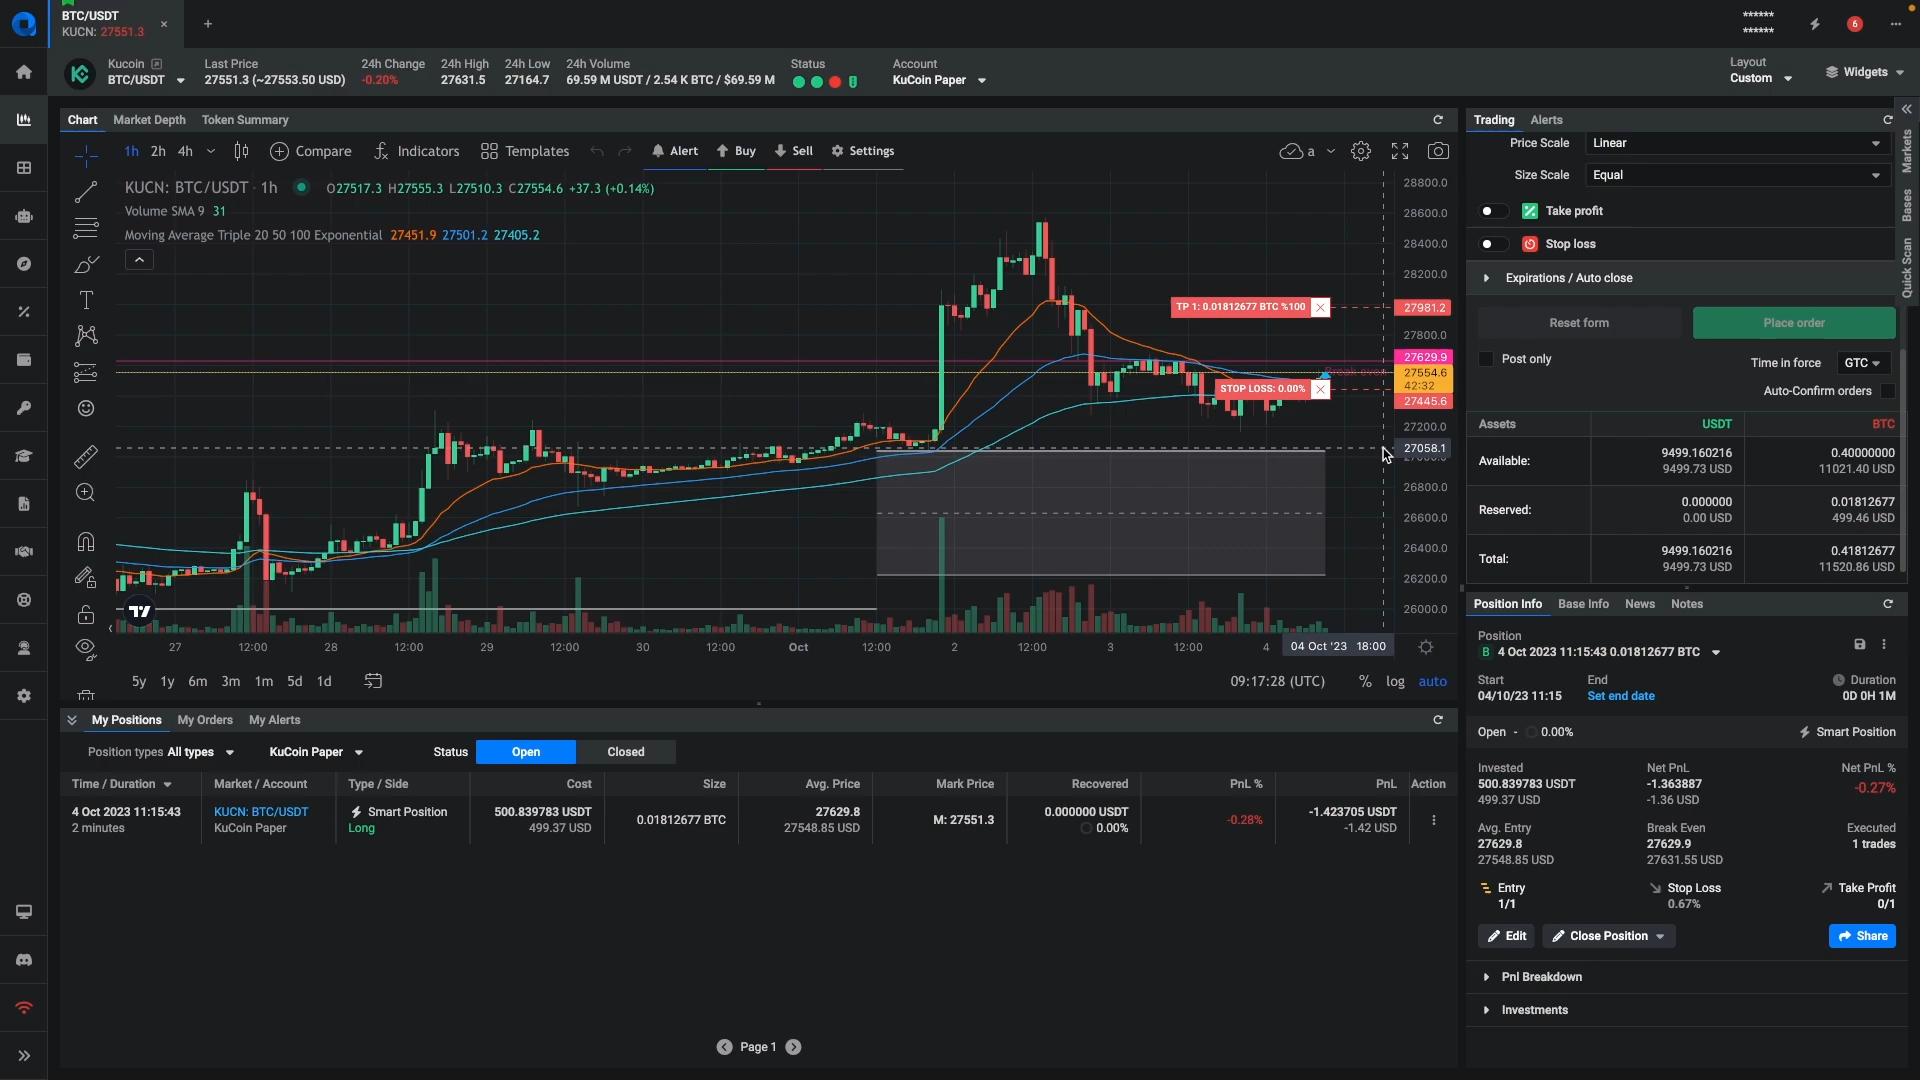 BTC/USDT
KUCN: 27551.3
******
******
6
Kucoin
BTC/USDT
Last Price
27551.3 (~27553.50 USD)
24h Change
-0.20%
24h High
27631.5
24h Low
27164.7
24h Volume
69.59 M USDT / 2.54 K BTC / $69.59 M
Status
Account
KuCoin Paper
Layout
Custom
Widgets
Chart Market Depth Token Summary
1h 2h 4h Compare Indicators Templates Alert Buy Sell Settings a
KUCN: BTC/USDT · 1h O27517.3 H27555.3 L27510.3 C27554.6 +37.3 (+0.14%)
Volume SMA 9 31
Moving Average Triple 20 50 100 Exponential 27451.9 27501.2 27405.2
TP 1: 0.01812677 BTC %100
Break even
STOP LOSS: 0.00%
28800.0
28600.0
28400.0
28200.0
27981.2
27800.0
27629.9
27554.6
42:32
27445.6
27200.0
27058.1
26800.0
26600.0
26400.0
26200.0
26000.0
27 12:00 28 12:00 29 12:00 30 12:00 Oct 12:00 2 12:00 3 12:00 4 04 Oct '23 18:00
5y 1y 6m 3m 1m 5d 1d
09:17:28 (UTC) % log auto
My Positions My Orders My Alerts
Position types All types KuCoin Paper Status Open Closed
Time / Duration Market / Account Type / Side Cost Size Avg. Price Mark Price Recovered PnL % PnL Action
4 Oct 2023 11:15:43
2 minutes
KUCN: BTC/USDT
KuCoin Paper
Smart Position
Long
500.839783 USDT
499.37 USD
0.01812677 BTC
27629.8
27548.85 USD
M: 27551.3
0.000000 USDT
0.00%
-0.28%
-1.423705 USDT
-1.42 USD
Page 1
Trading Alerts
Price Scale Linear
Size Scale Equal
Take profit
Stop loss
Expirations / Auto close
Reset form Place order
Post only Time in force GTC
Auto-Confirm orders
Assets USDT BTC
Available: 9499.160216 0.40000000
9499.73 USD 11021.40 USD
Reserved: 0.000000 0.01812677
0.00 USD 499.46 USD
Total: 9499.160216 0.41812677
9499.73 USD 11520.86 USD
Markets
Bases
Quick Scan
Position Info Base Info News Notes
Position
B 4 Oct 2023 11:15:43 0.01812677 BTC
Start End Duration
04/10/23 11:15 Set end date 0D 0H 1M
Open - 0.00% Smart Position
Invested Net PnL Net PnL %
500.839783 USDT -1.363887 -0.27%
499.37 USD -1.36 USD
Avg. Entry Break Even Executed
27629.8 27629.9 1 trades
27548.85 USD 27631.55 USD
Entry Stop Loss Take Profit
1/1 0.67% 0/1
Edit Close Position Share
Pnl Breakdown
Investments